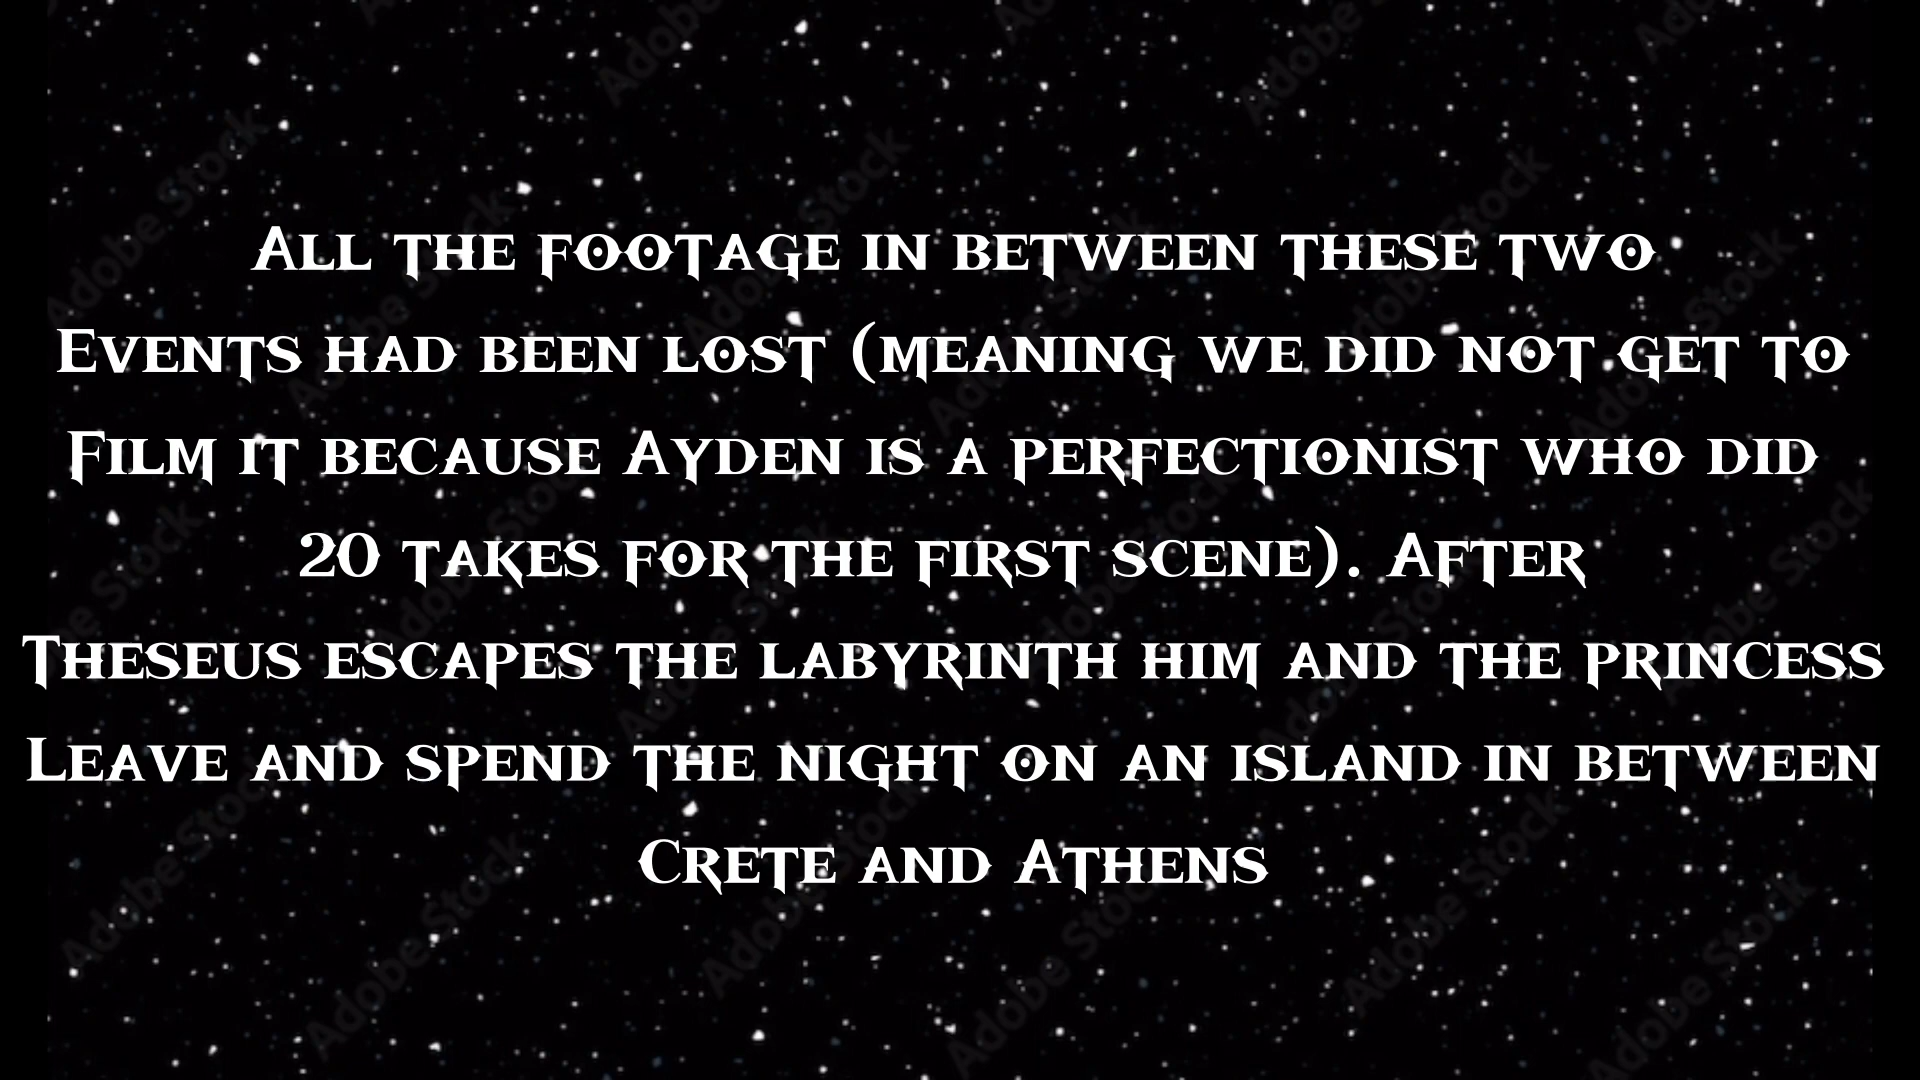 All the footage in between these two
Events had been lost (meaning we did not get to
Film it because Ayden is a perfectionist who did
20 takes for the first scene). After
Theseus escapes the labyrinth him and the princess
Leave and spend the night on an island in between
Crete and Athens
Adobe Stock